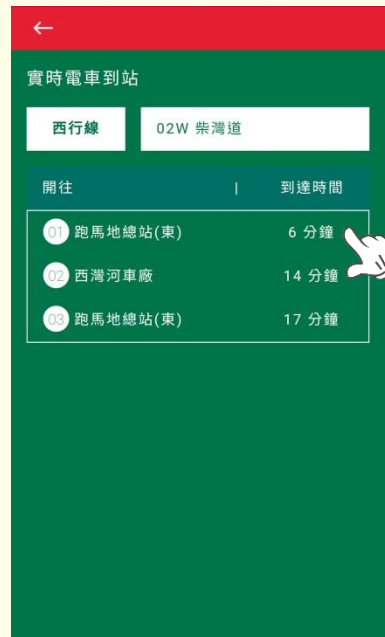 實時電車到站
西行線 02W 柴灣道
開往 | 到達時間
01 跑馬地總站(東) 6 分鐘
02 西灣河車廠 14 分鐘
03 跑馬地總站(東) 17 分鐘